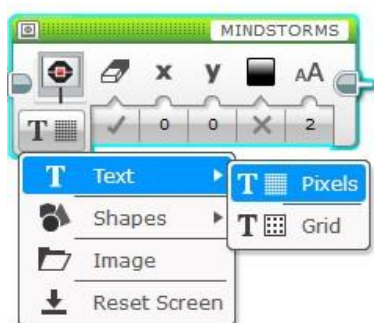 MINDSTORMS
x y AA
0 0 2
T
T Text T Pixels
Shapes T Grid
Image
Reset Screen